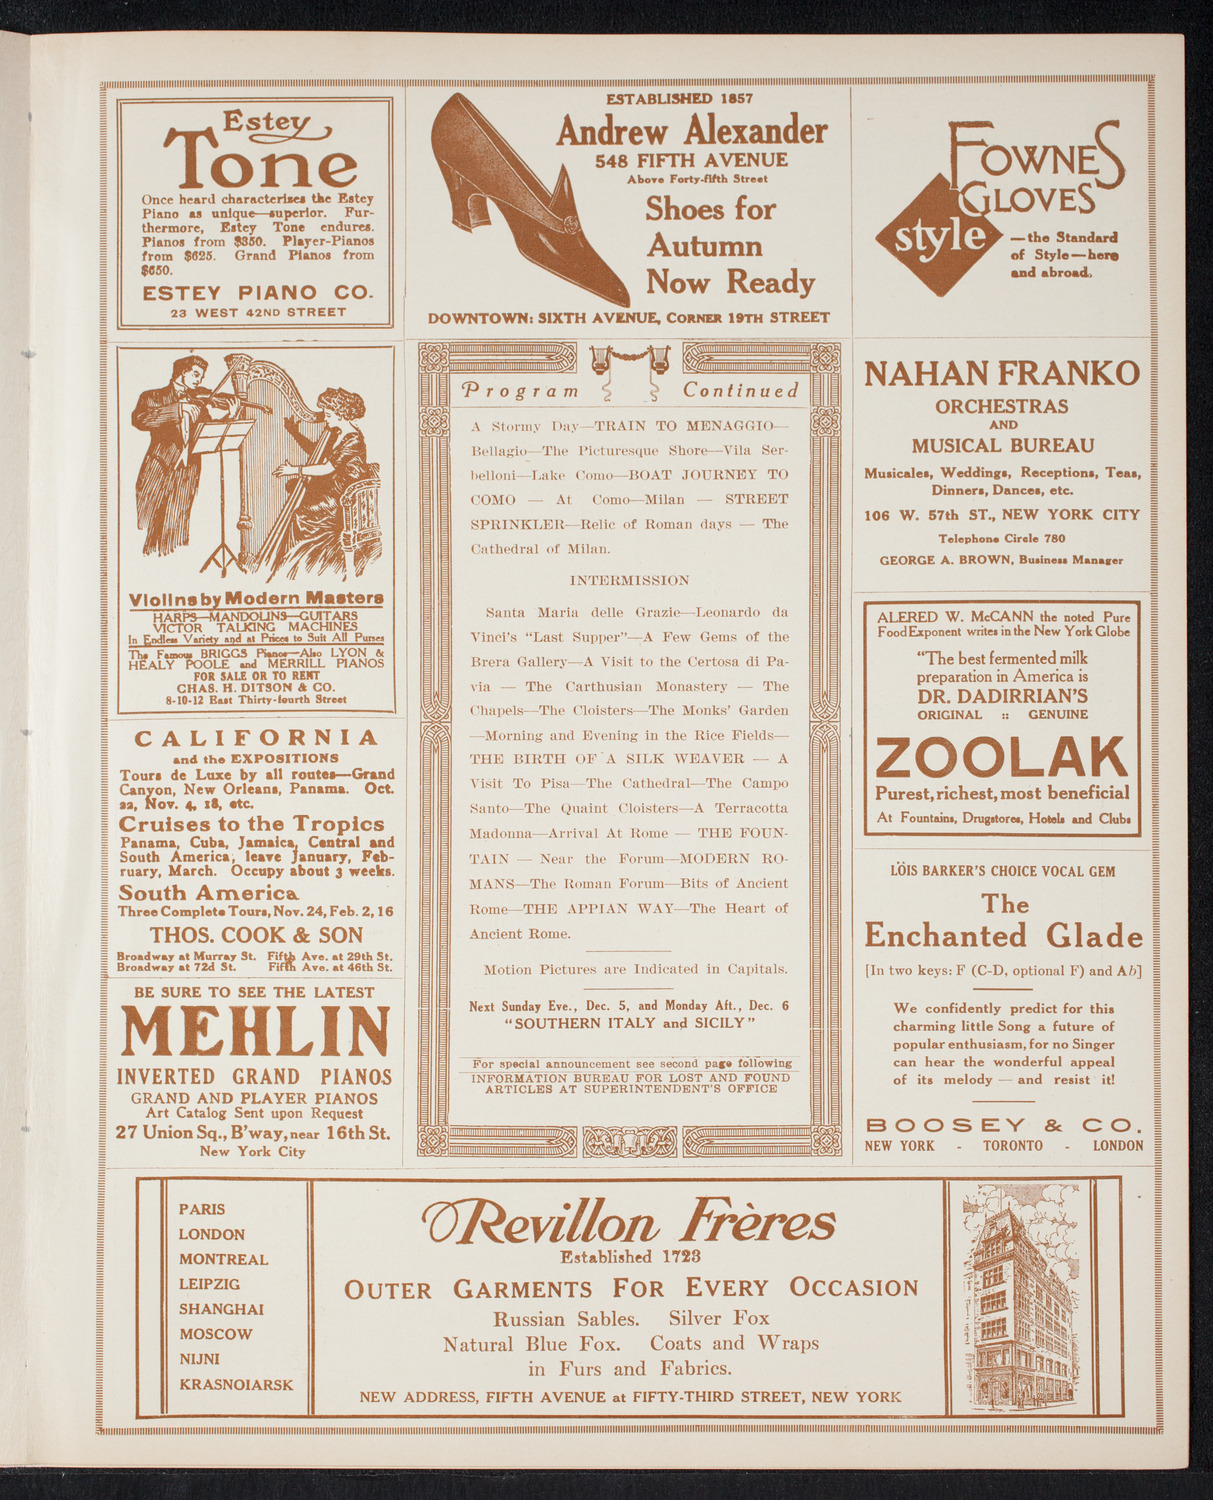 Estey
Tone
Once heard characterizes the Estey
Piano as unique—superior. Fur-
thermore, Estey Tone endures.
Pianos from $350. Player-Pianos
from $625. Grand Pianos from
$650.
ESTEY PIANO CO.
23 WEST 42ND STREET
ESTABLISHED 1857
Andrew Alexander
548 FIFTH AVENUE
Above Forty-fifth Street
Shoes for
Autumn
Now Ready
DOWNTOWN: SIXTH AVENUE, CORNER 19TH STREET
FOWNES
GLOVES
style
—the Standard
of Style—here
and abroad.
Violins by Modern Masters
HARPS—MANDOLINS—GUITARS
VICTOR TALKING MACHINES
In Endless Variety and at Prices to Suit All Purses
The Famous BRIGGS Pianos—Also LYON &
HEALY POOLE and MERRILL PIANOS
FOR SALE OR TO RENT
CHAS. H. DITSON & CO.
8-10-12 East Thirty-fourth Street
CALIFORNIA
and the EXPOSITIONS
Tours de Luxe by all routes—Grand
Canyon, New Orleans, Panama. Oct.
22, Nov. 4, 18, etc.
Cruises to the Tropics
Panama, Cuba, Jamaica, Central and
South America, leave January, Feb-
ruary, March. Occupy about 3 weeks.
South America
Three Complete Tours, Nov. 24, Feb. 2, 16
THOS. COOK & SON
Broadway at Murray St. Fifth Ave. at 29th St.
Broadway at 72d St. Fifth Ave. at 46th St.
BE SURE TO SEE THE LATEST
MEHLIN
INVERTED GRAND PIANOS
GRAND AND PLAYER PIANOS
Art Catalog Sent upon Request
27 Union Sq., B'way, near 16th St.
New York City
Program Continued
A Stormy Day—TRAIN TO MENAGGIO—
Bellagio—The Picturesque Shore—Vila Ser-
belloni—Lake Como—BOAT JOURNEY TO
COMO — At Como—Milan — STREET
SPRINKLER—Relic of Roman days — The
Cathedral of Milan.
INTERMISSION
Santa Maria delle Grazie—Leonardo da
Vinci's "Last Supper"—A Few Gems of the
Brera Gallery—A Visit to the Certosa di Pa-
via — The Carthusian Monastery — The
Chapels—The Cloisters—The Monks' Garden
—Morning and Evening in the Rice Fields—
THE BIRTH OF A SILK WEAVER — A
Visit To Pisa—The Cathedral—The Campo
Santo—The Quaint Cloisters—A Terracotta
Madonna—Arrival At Rome — THE FOUN-
TAIN — Near the Forum—MODERN RO-
MANS—The Roman Forum—Bits of Ancient
Rome—THE APPIAN WAY—The Heart of
Ancient Rome.
Motion Pictures are Indicated in Capitals.
Next Sunday Eve., Dec. 5, and Monday Aft., Dec. 6
"SOUTHERN ITALY and SICILY"
For special announcement see second page following
INFORMATION BUREAU FOR LOST AND FOUND
ARTICLES AT SUPERINTENDENT'S OFFICE
NAHAN FRANKO
ORCHESTRAS
AND
MUSICAL BUREAU
Musicales, Weddings, Receptions, Teas,
Dinners, Dances, etc.
106 W. 57th ST., NEW YORK CITY
Telephone Circle 780
GEORGE A. BROWN, Business Manager
ALERED W. McCANN the noted Pure
Food Exponent writes in the New York Globe
"The best fermented milk
preparation in America is
DR. DADIRRIAN'S
ORIGINAL :: GENUINE
ZOOLAK
Purest, richest, most beneficial
At Fountains, Drugstores, Hotels and Clubs
LÖIS BARKER'S CHOICE VOCAL GEM
The
Enchanted Glade
[In two keys: F (C-D, optional F) and Ab]
We confidently predict for this
charming little Song a future of
popular enthusiasm, for no Singer
can hear the wonderful appeal
of its melody — and resist it!
BOOSEY & CO.
NEW YORK - TORONTO - LONDON
PARIS
LONDON
MONTREAL
LEIPZIG
SHANGHAI
MOSCOW
NIJNI
KRASNOIARSK
Revillon Frères
Established 1723
OUTER GARMENTS FOR EVERY OCCASION
Russian Sables. Silver Fox
Natural Blue Fox. Coats and Wraps
in Furs and Fabrics.
NEW ADDRESS, FIFTH AVENUE at FIFTY-THIRD STREET, NEW YORK